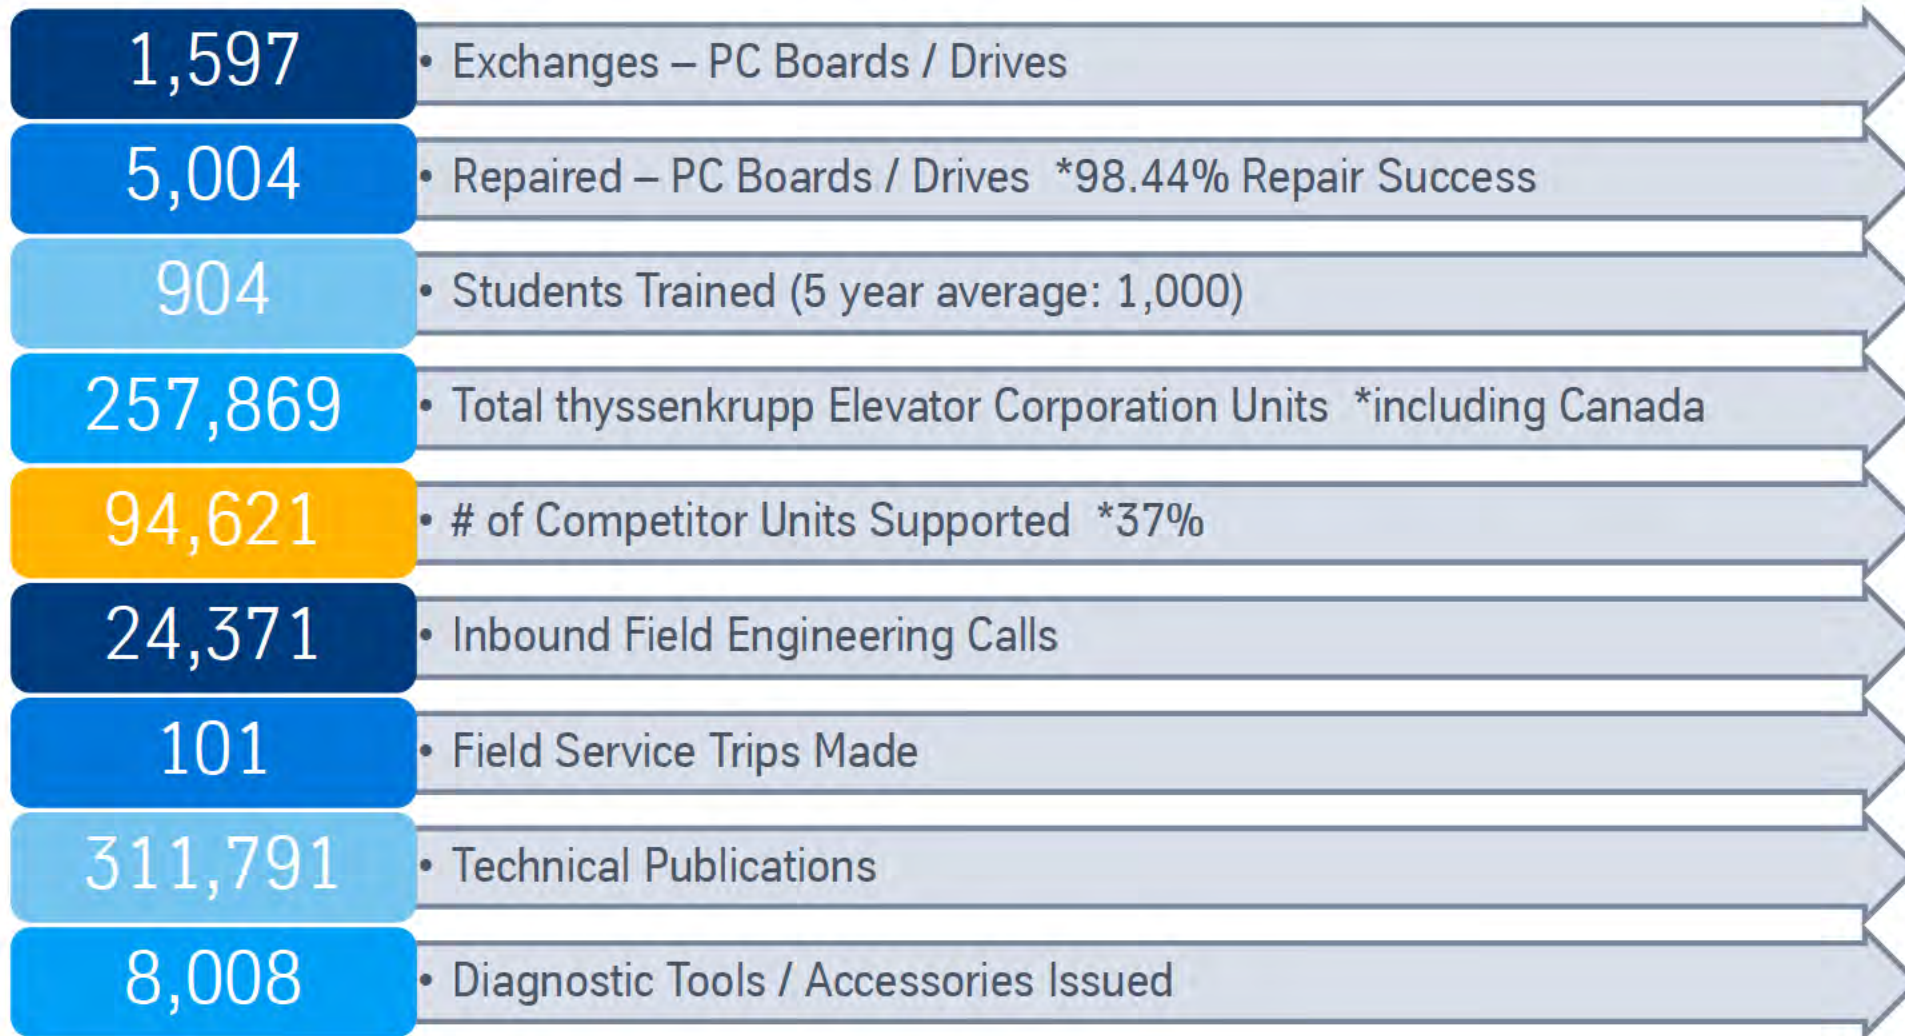 1,597
• Exchanges – PC Boards / Drives
5,004
• Repaired – PC Boards / Drives *98.44% Repair Success
904
• Students Trained (5 year average: 1,000)
257,869
• Total thyssenkrupp Elevator Corporation Units *including Canada
94,621
• # of Competitor Units Supported *37%
24,371
• Inbound Field Engineering Calls
101
• Field Service Trips Made
311,791
• Technical Publications
8,008
• Diagnostic Tools / Accessories Issued